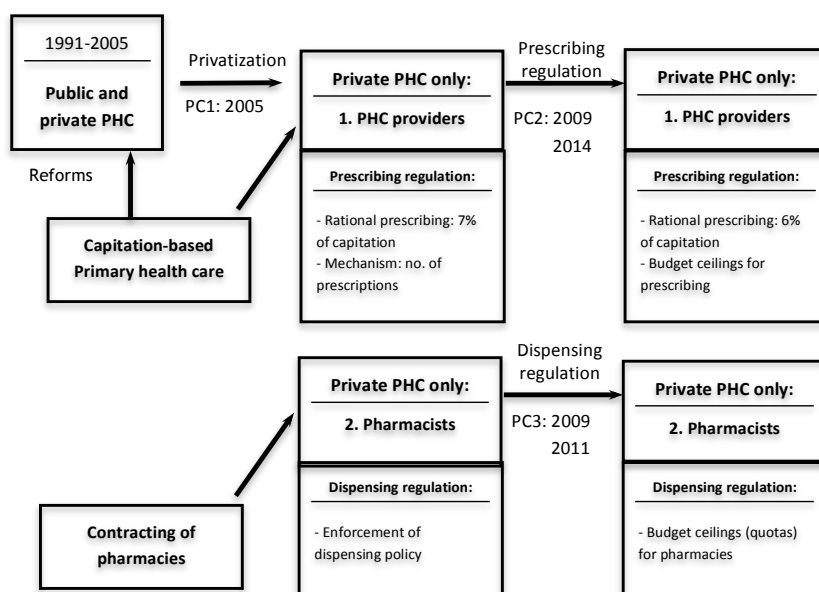 1991-2005
Public and
private PHC
Privatization
PC1: 2005
Private PHC only:
1. PHC providers
Prescribing
regulation
PC2: 2009
2014
Private PHC only:
1. PHC providers
Reforms
Capitation-based
Primary health care
Prescribing regulation:
- Rational prescribing: 7%
of capitation
- Mechanism: no. of
prescriptions
Prescribing regulation:
- Rational prescribing: 6%
of capitation
- Budget ceilings for
prescribing
Private PHC only:
2. Pharmacists
Dispensing
regulation
PC3: 2009
2011
Private PHC only:
2. Pharmacists
Contracting of
pharmacies
Dispensing regulation:
- Enforcement of
dispensing policy
Dispensing regulation:
- Budget ceilings (quotas)
for pharmacies